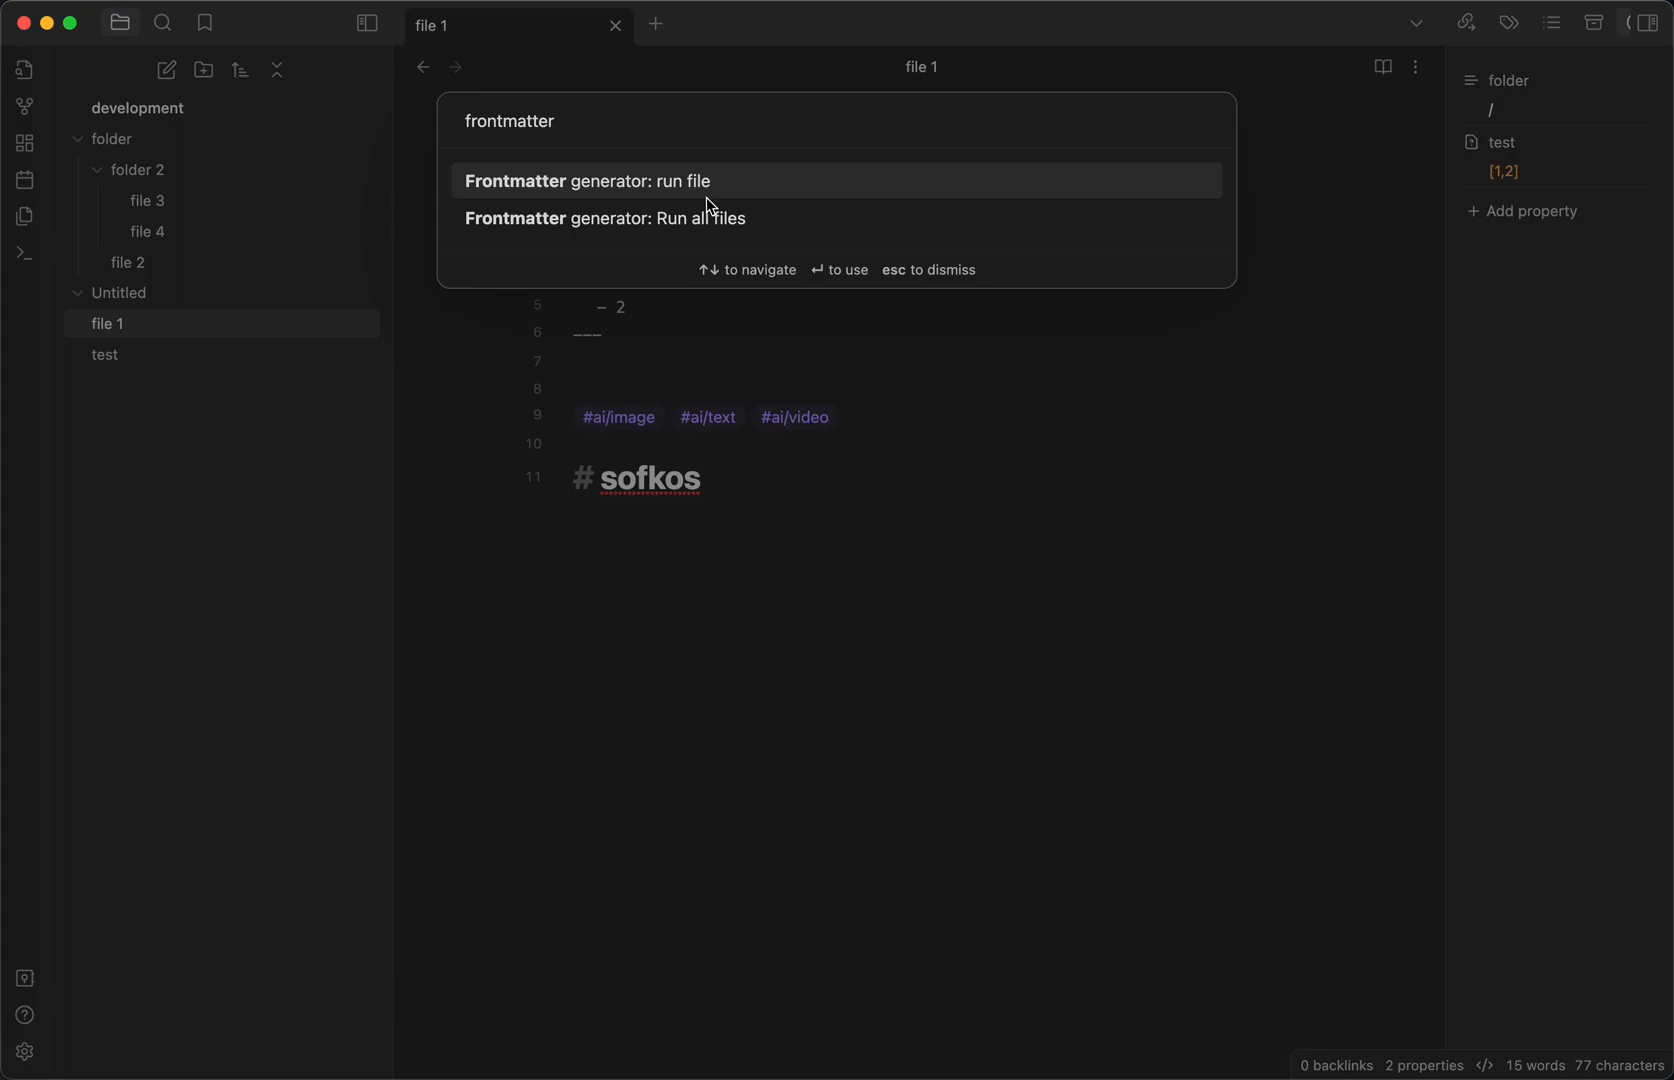 file 1
file 1
development
folder
folder 2
file 3
file 4
file 2
Untitled
file 1
test
frontmatter
Frontmatter generator: run file
Frontmatter generator: Run all files
↑↓ to navigate ↵ to use esc to dismiss
5 - 2
6 ---
7
8
9 #ai/image #ai/text #ai/video
10
11 # sofkos
folder
/
test
[1,2]
+ Add property
0 backlinks 2 properties </> 15 words 77 characters